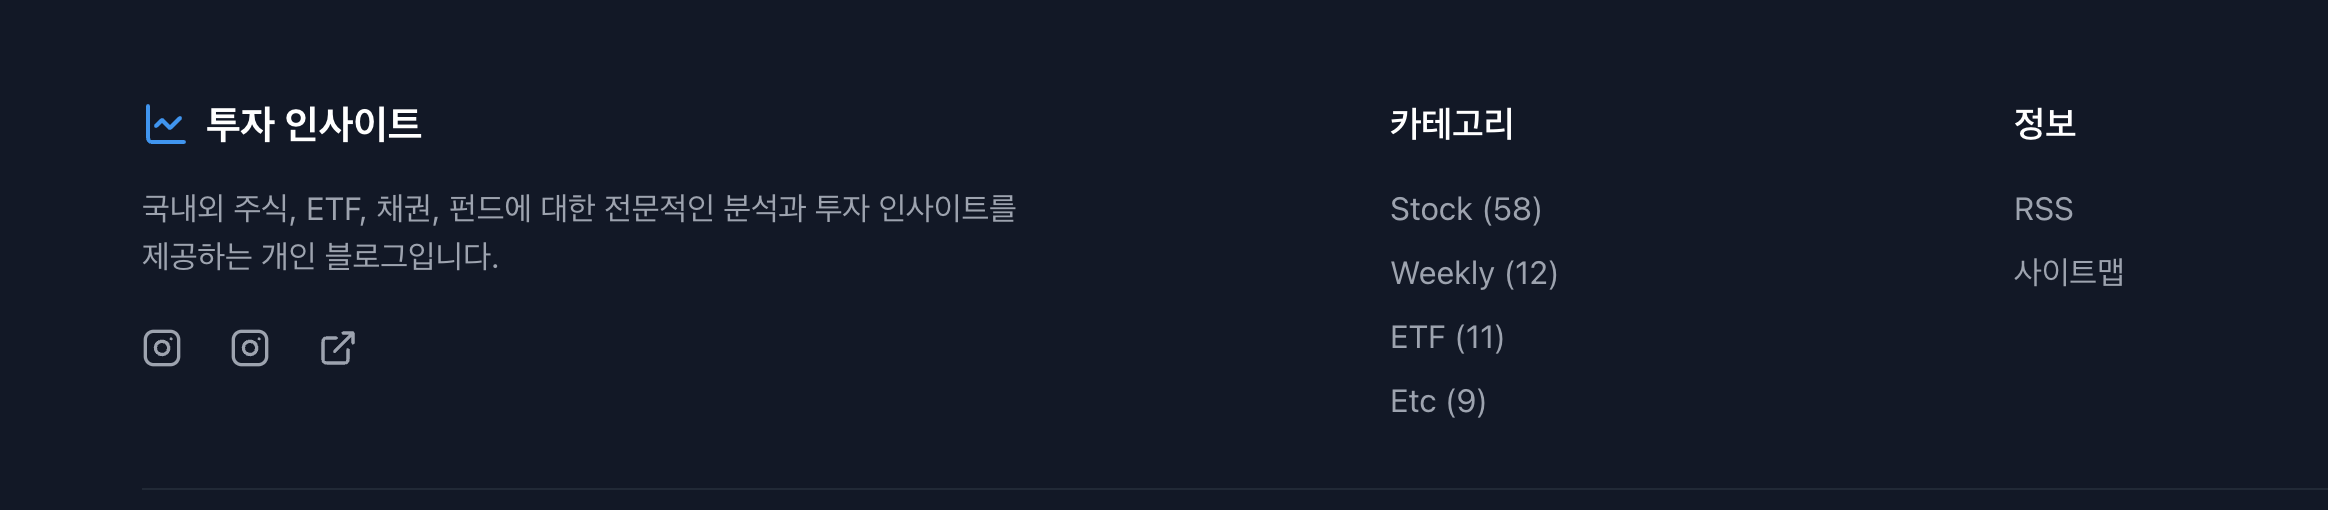 투자 인사이트
국내외 주식, ETF, 채권, 펀드에 대한 전문적인 분석과 투자 인사이트를
제공하는 개인 블로그입니다.
카테고리
Stock (58)
Weekly (12)
ETF (11)
Etc (9)
정보
RSS
사이트맵